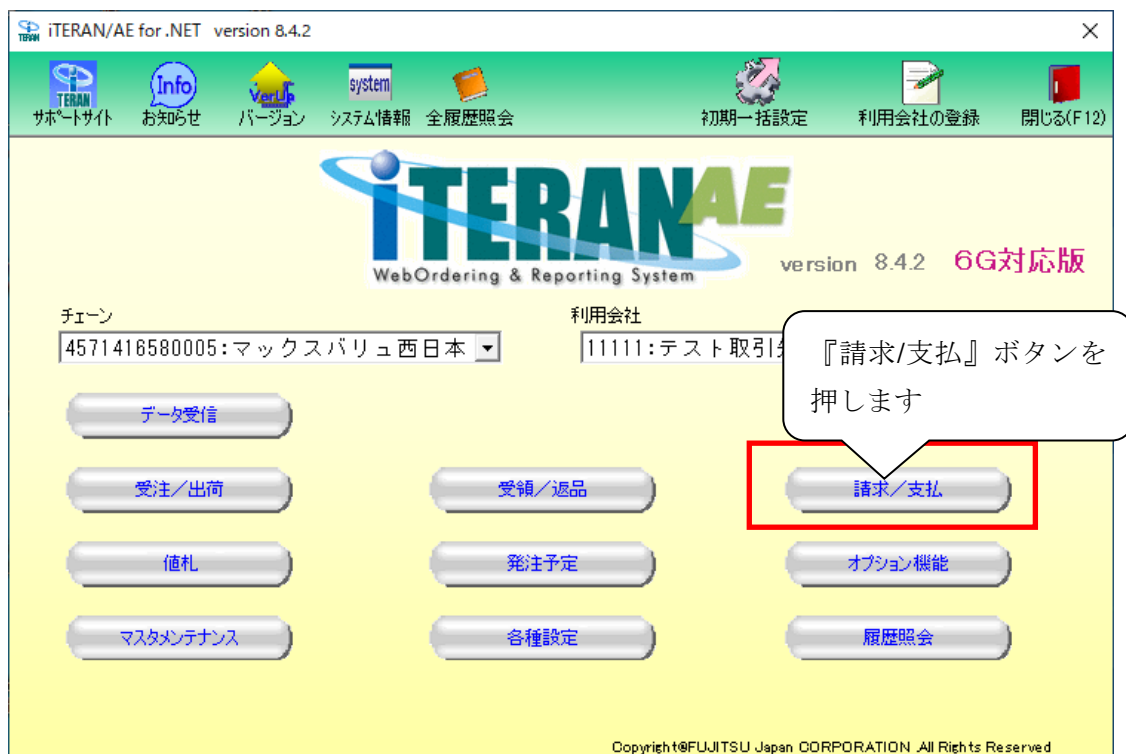 iTERAN/AE for .NET version 8.4.2
TERAN
Info
VerUp
system
サポートサイト お知らせ バージョン システム情報 全履歴照会 初期一括設定 利用会社の登録 閉じる(F12)
iTERAN AE
WebOrdering & Reporting System
version 8.4.2 6G対応版
チェーン
利用会社
4571416580005:マックスバリュ西日本
11111:テスト取引
『請求/支払』ボタンを
押します
データ受信
受注／出荷
受領／返品
請求／支払
値札
発注予定
オプション機能
マスタメンテナンス
各種設定
履歴照会
Copyright@FUJITSU Japan CORPORATION .All Rights Reserved